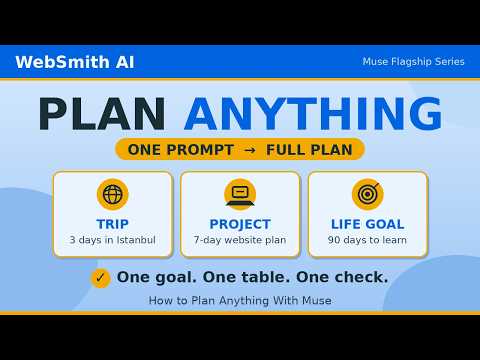 WebSmith AI
Muse Flagship Series
PLAN ANYTHING
ONE PROMPT → FULL PLAN
TRIP
3 days in Istanbul
PROJECT
7-day website plan
LIFE GOAL
90 days to learn
✓ One goal. One table. One check.
How to Plan Anything With Muse